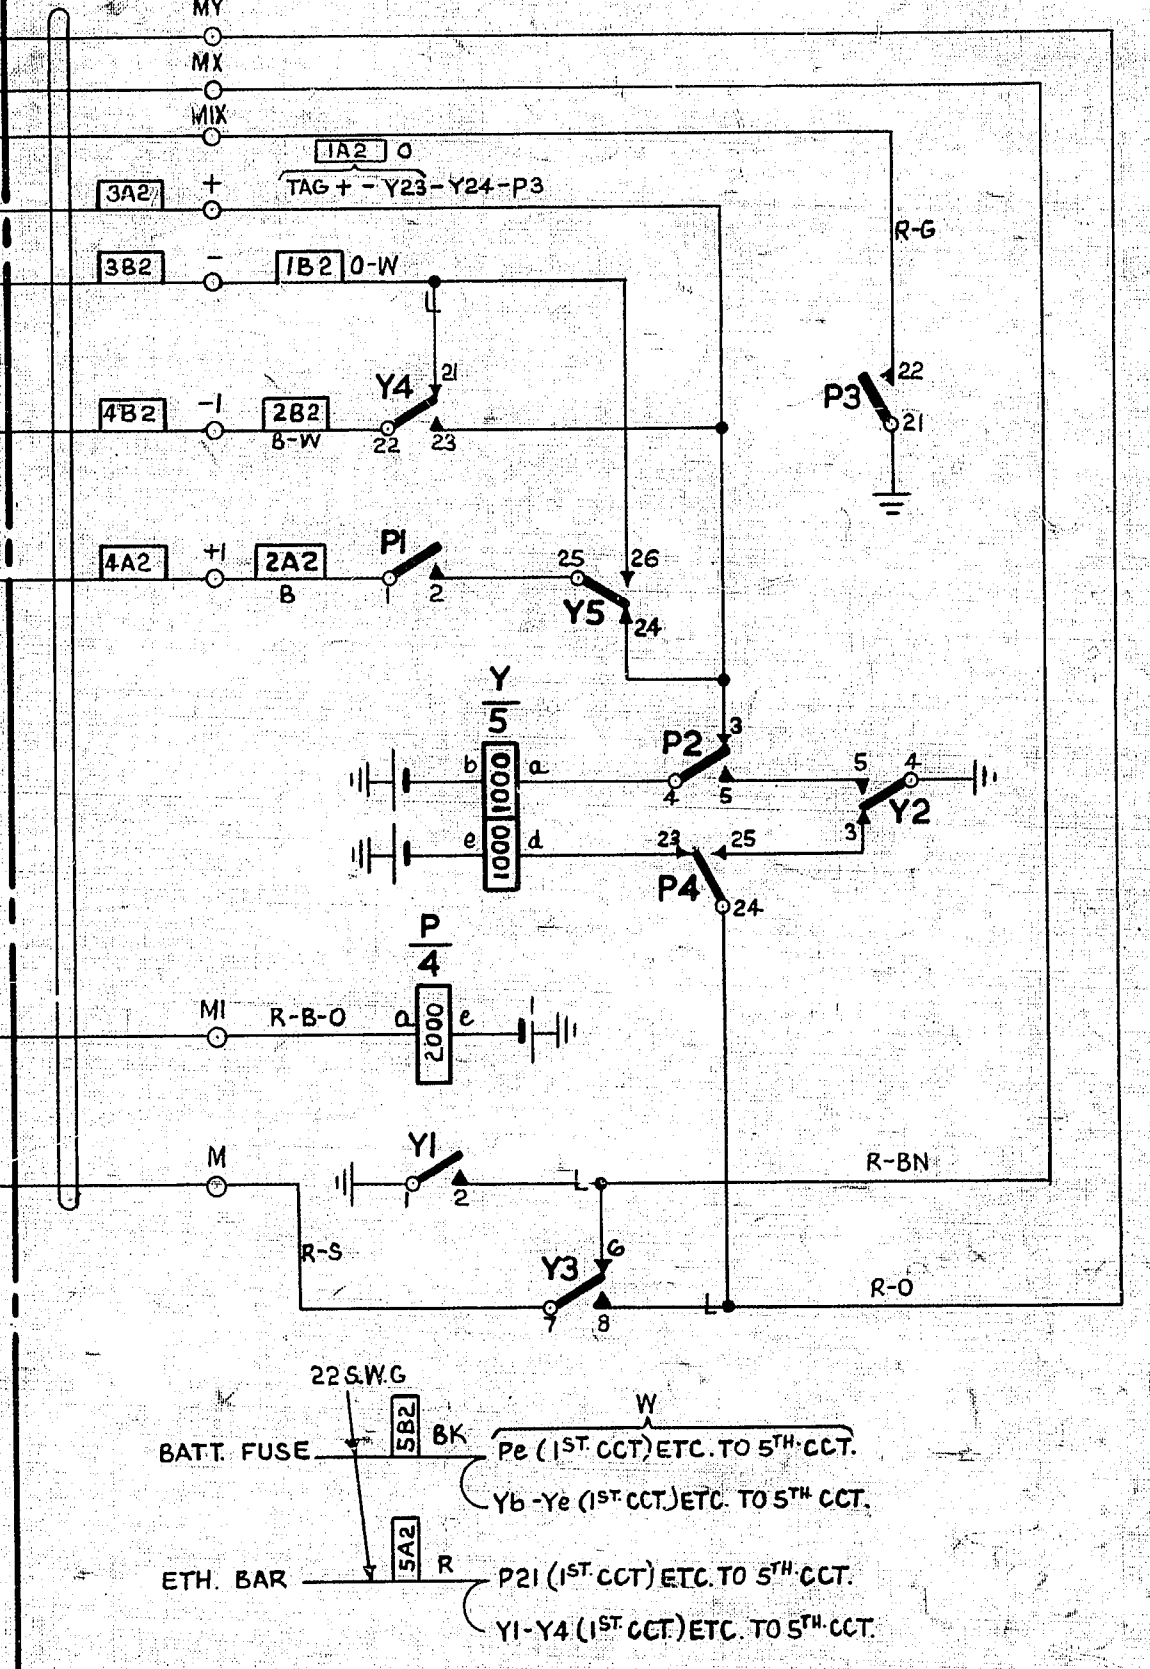 MY
MX
MIX
1A2 O
3A2 + TAG + - Y23 - Y24 - P3
R-G
3B2 - 1B2 O-W
L
21
Y4
22
P3
4B2 -1 2B2
21
B-W 22 23
4A2 +1 2A2 P1 25 26
B 1 2 Y5 24
Y
5
3
P2
b 1000 a 4 5 5 4
Y2
3
e 1000 d 23 25
P4
24
P
4
MI R-B-O a 2000 e
M Y1
1 2 L R-BN
R-S
6
Y3
7 8 L R-O
22 S.W.G
W
BATT. FUSE 5B2 BK Pe (1ST. CCT) ETC. TO 5TH. CCT.
Yb - Ye (1ST. CCT.) ETC. TO 5TH CCT.
ETH. BAR 5A2 R P21 (1ST. CCT) ETC. TO 5TH. CCT.
Y1 - Y4 (1ST. CCT.) ETC. TO 5TH. CCT.